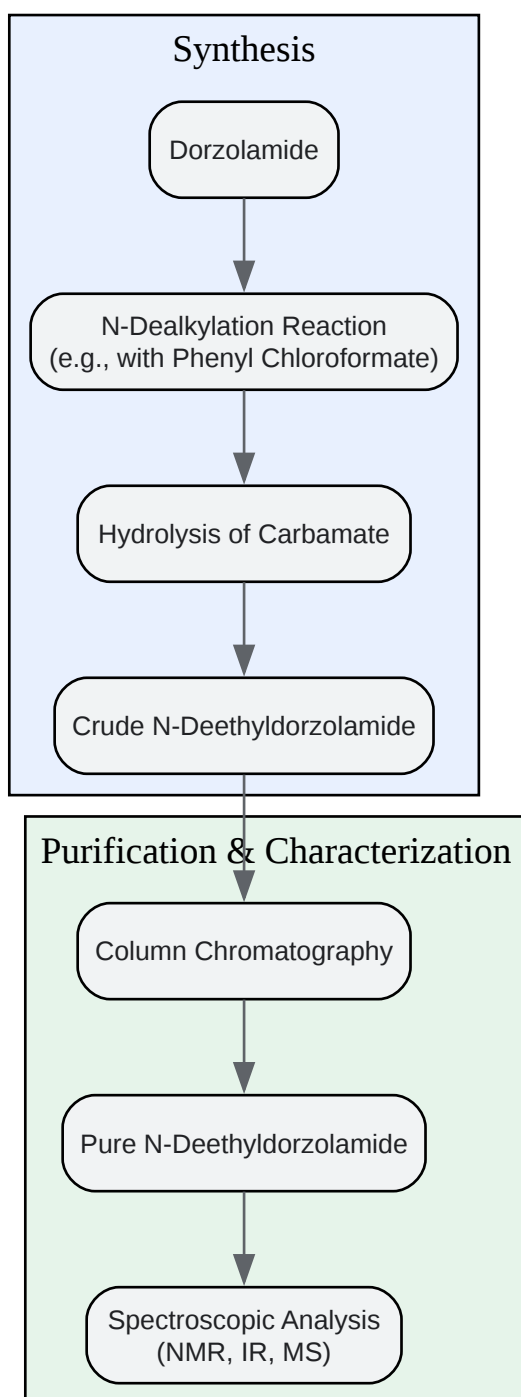 Synthesis
Dorzolamide
N-Dealkylation Reaction
(e.g., with Phenyl Chloroformate)
Hydrolysis of Carbamate
Crude N-Deethyldorzolamide
Purification & Characterization
Column Chromatography
Pure N-Deethyldorzolamide
Spectroscopic Analysis
(NMR, IR, MS)